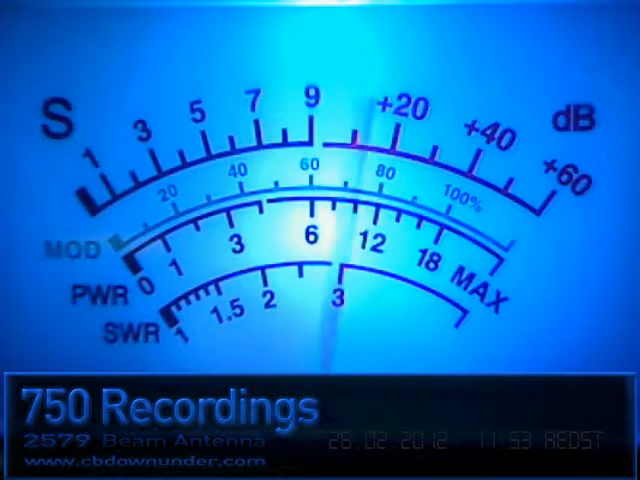 S 1 3 5 7 9 +20 +40 +60 dB
20 40 60 80 100%
MOD
PWR 0 1 3 6 12 18 MAX
SWR 1 1.5 2 3
750 Recordings
2579 Beam Antenna 26.02 2012 11:53 AEDST
www.cbdownunder.com